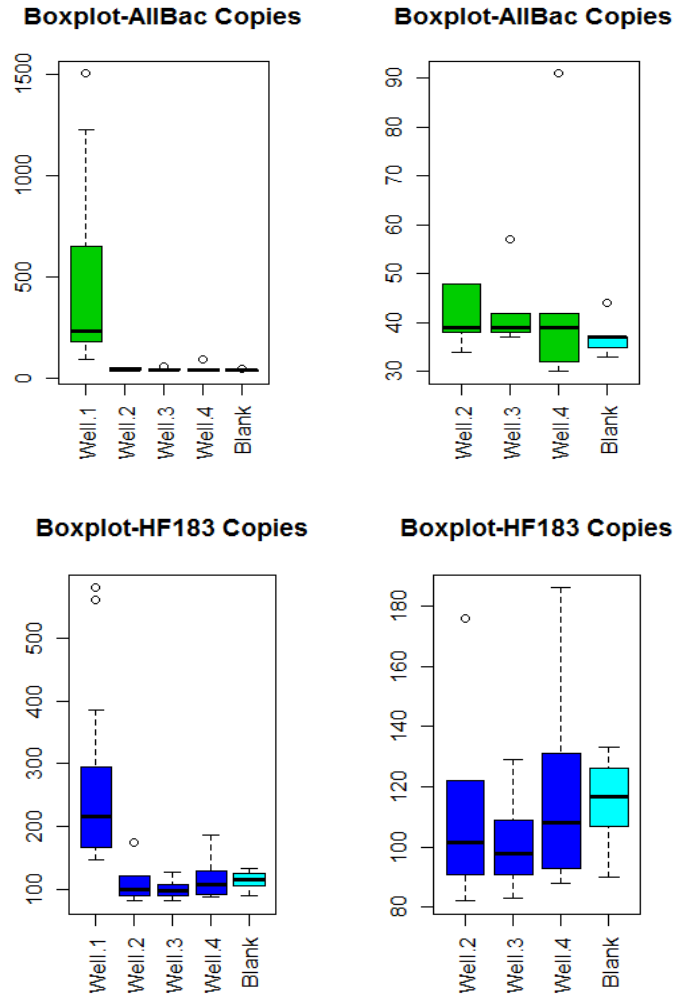 Boxplot-AllBac Copies
1500
1000
500
0
Well.1
Well.2
Well.3
Well.4
Blank
Boxplot-AllBac Copies
90
80
70
60
50
40
30
Well.2
Well.3
Well.4
Blank
Boxplot-HF183 Copies
500
400
300
200
100
Well.1
Well.2
Well.3
Well.4
Blank
Boxplot-HF183 Copies
180
160
140
120
100
80
Well.2
Well.3
Well.4
Blank